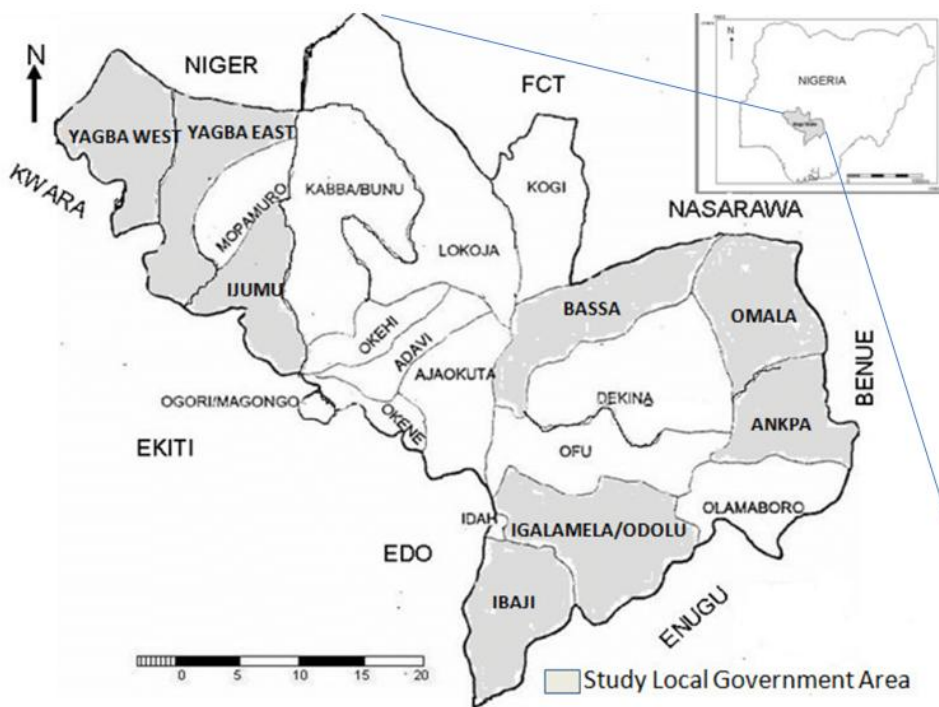 N
NIGER
FCT
N
NIGERIA
YAGBA WEST
YAGBA EAST
KWARA
MOPAMURO
KABBA/BUNU
KOGI
NASARAWA
LOKOJA
IJUMU
BASSA
OMALA
OKEHI
ADAVI
AJAOKUTA
BENUE
OGORI/MAGONGO
OKENE
DEKINA
ANKPA
EKITI
OFU
OLAMABORO
IDAH
IGALAMELA/ODOLU
EDO
IBAJI
ENUGU
0 5 10 15 20
Study Local Government Area